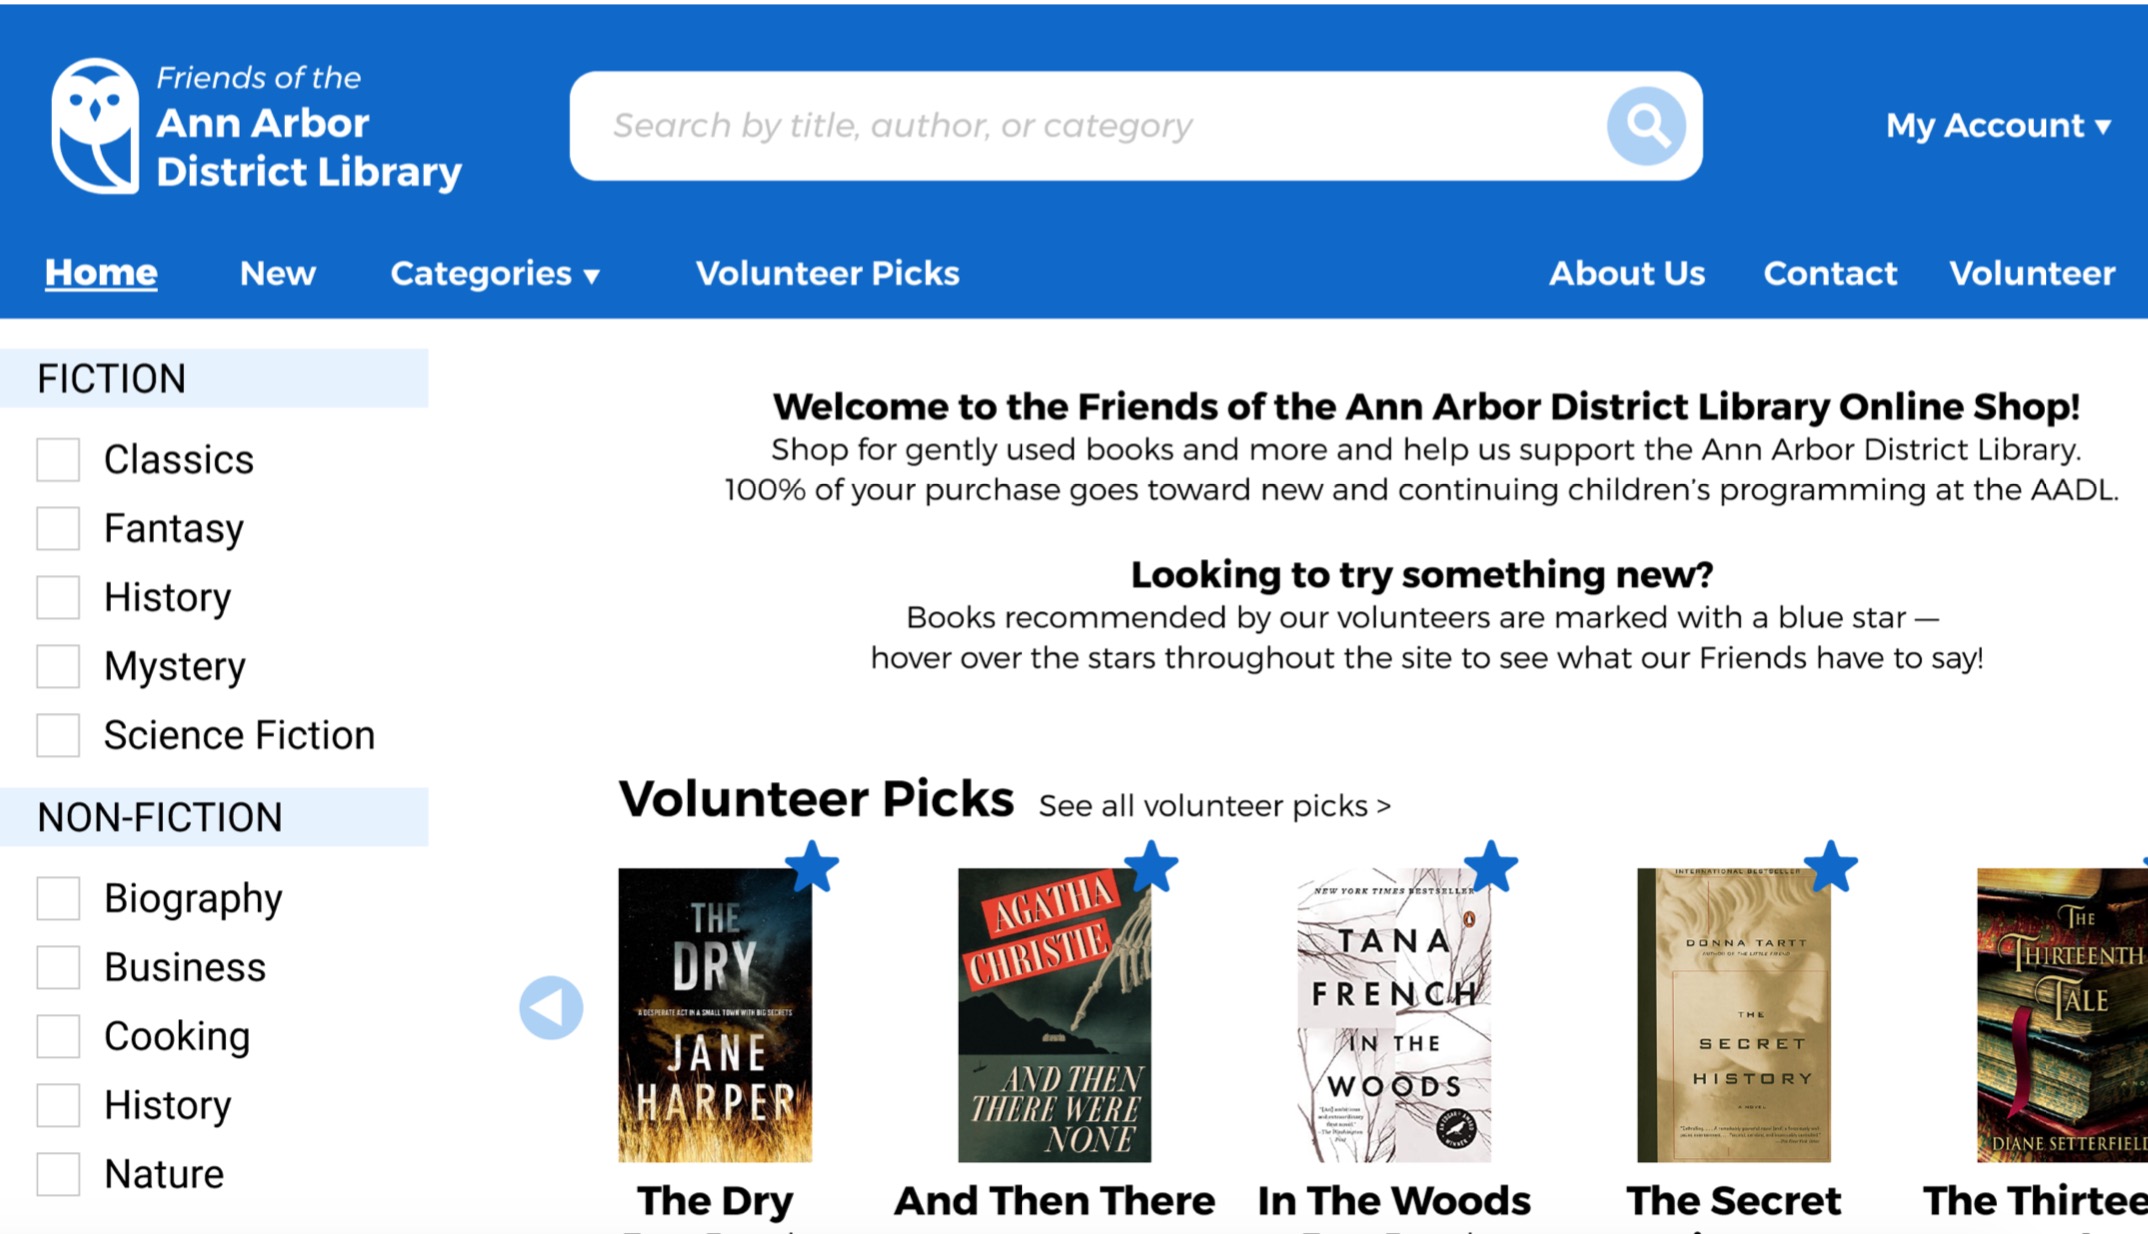 Friends of the
Ann Arbor
District Library
Search by title, author, or category
My Account ▼
Home New Categories ▼ Volunteer Picks About Us Contact Volunteer
FICTION
Classics
Fantasy
History
Mystery
Science Fiction
NON-FICTION
Biography
Business
Cooking
History
Nature
Welcome to the Friends of the Ann Arbor District Library Online Shop!
Shop for gently used books and more and help us support the Ann Arbor District Library.
100% of your purchase goes toward new and continuing children's programming at the AADL.
Looking to try something new?
Books recommended by our volunteers are marked with a blue star —
hover over the stars throughout the site to see what our Friends have to say!
Volunteer Picks See all volunteer picks >
THE
DRY
A DESPERATE ACT IN A SMALL TOWN WITH BIG SECRETS
JANE
HARPER
AGATHA
CHRISTIE
AND THEN
THERE WERE
NONE
NEW YORK TIMES BESTSELLER
TANA
FRENCH
IN THE
WOODS
INTERNATIONAL BESTSELLER
DONNA TARTT
AUTHOR OF THE LITTLE FRIEND
THE
SECRET
HISTORY
A NOVEL
THE
THIRTEENTH
TALE
DIANE SETTERFIELD
The Dry
And Then There
In The Woods
The Secret
The Thirtee